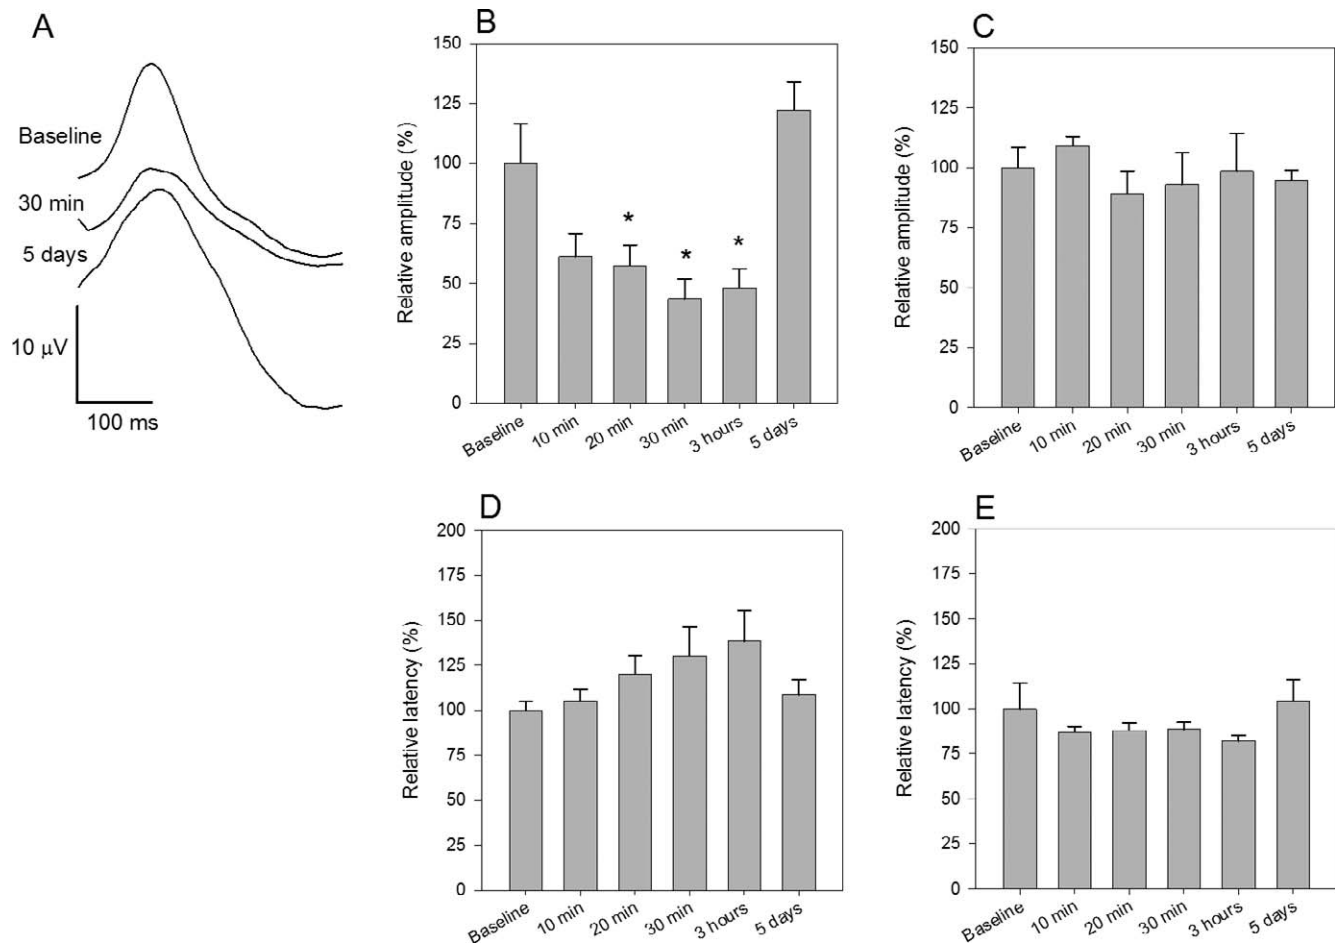 A
Baseline
30 min
5 days
10 μV
100 ms
B
Relative amplitude (%)
150
125
100
75
50
25
0
*
*
*
Baseline
10 min
20 min
30 min
3 hours
5 days
C
Relative amplitude (%)
150
125
100
75
50
25
0
Baseline
10 min
20 min
30 min
3 hours
5 days
D
Relative latency (%)
200
175
150
125
100
75
50
25
0
Baseline
10 min
20 min
30 min
3 hours
5 days
E
Relative latency (%)
200
175
150
125
100
75
50
25
0
Baseline
10 min
20 min
30 min
3 hours
5 days